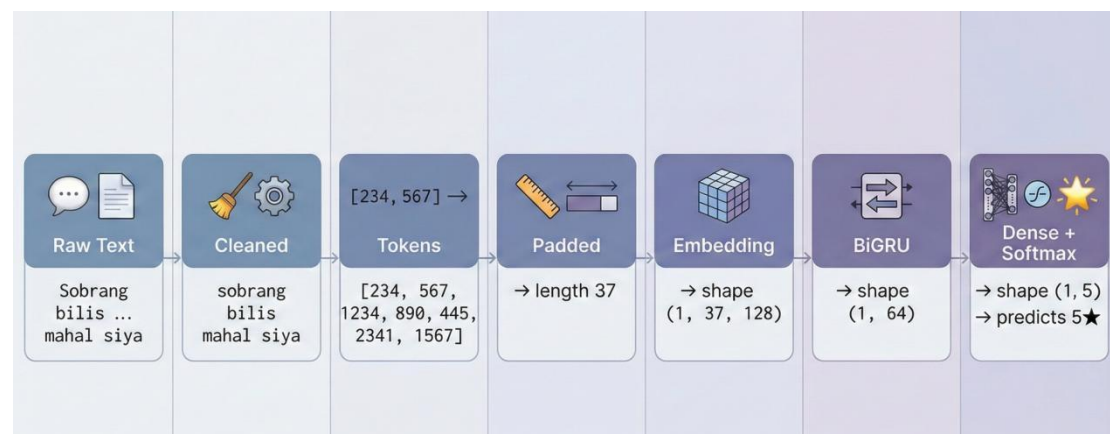 Raw Text
Sobrang
bilis ...
mahal siya
Cleaned
sobrang
bilis
mahal siya
[234, 567] →
Tokens
[234, 567,
1234, 890, 445,
2341, 1567]
Padded
→ length 37
Embedding
→ shape
(1, 37, 128)
BiGRU
→ shape
(1, 64)
Dense +
Softmax
→ shape (1, 5)
→ predicts 5★